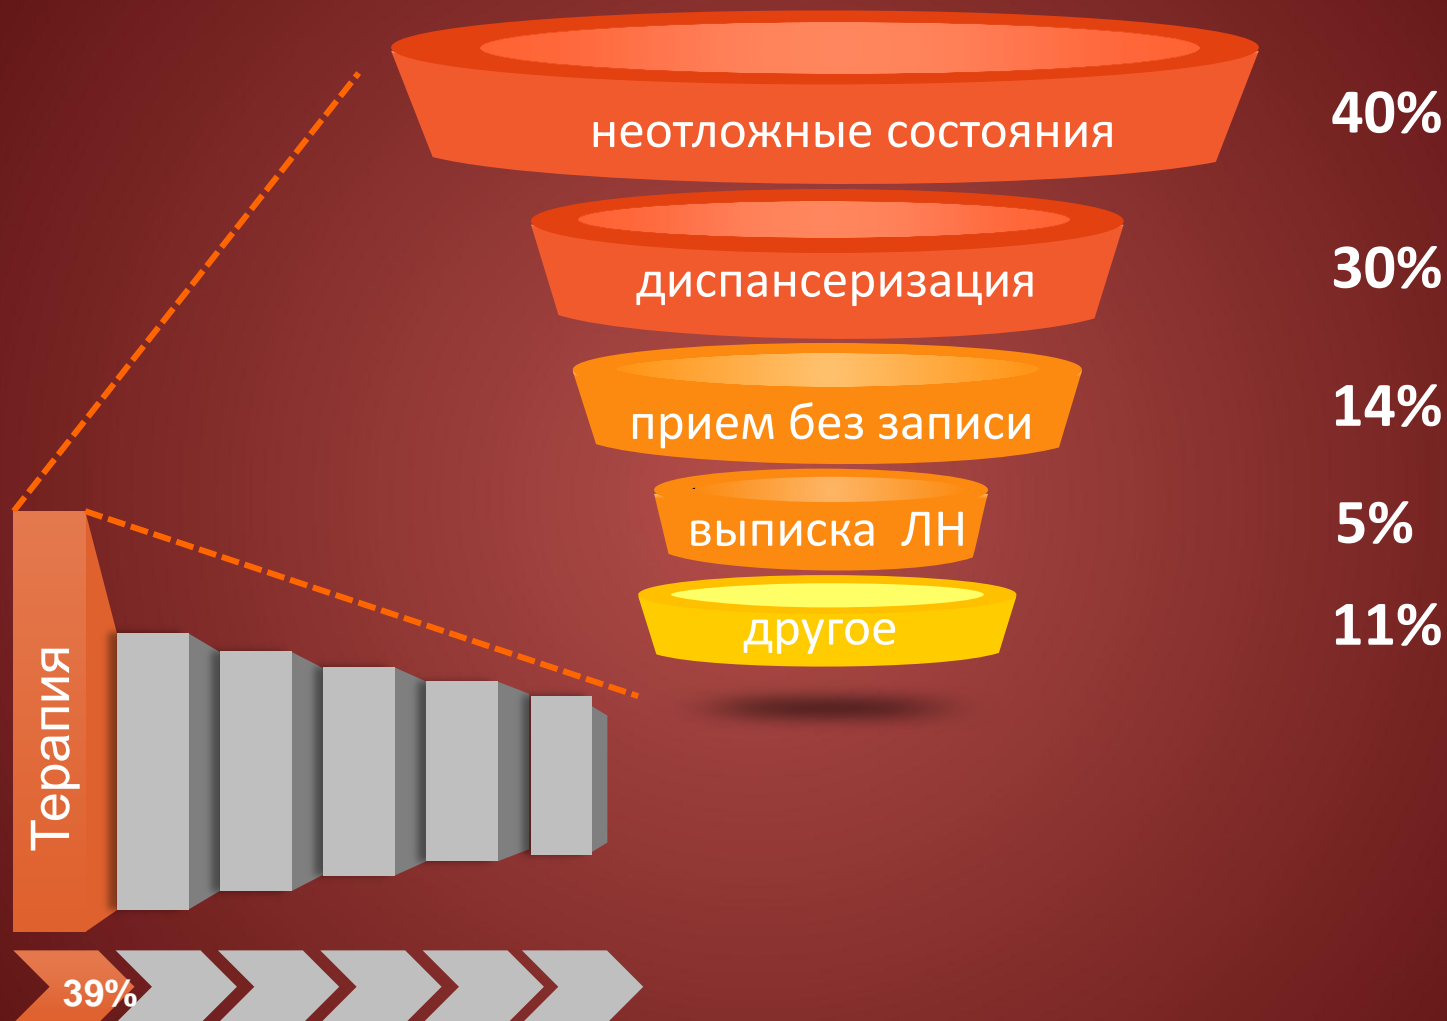 неотложные состояния
40%
диспансеризация
30%
прием без записи
14%
выписка ЛН
5%
другое
11%
Терапия
39%